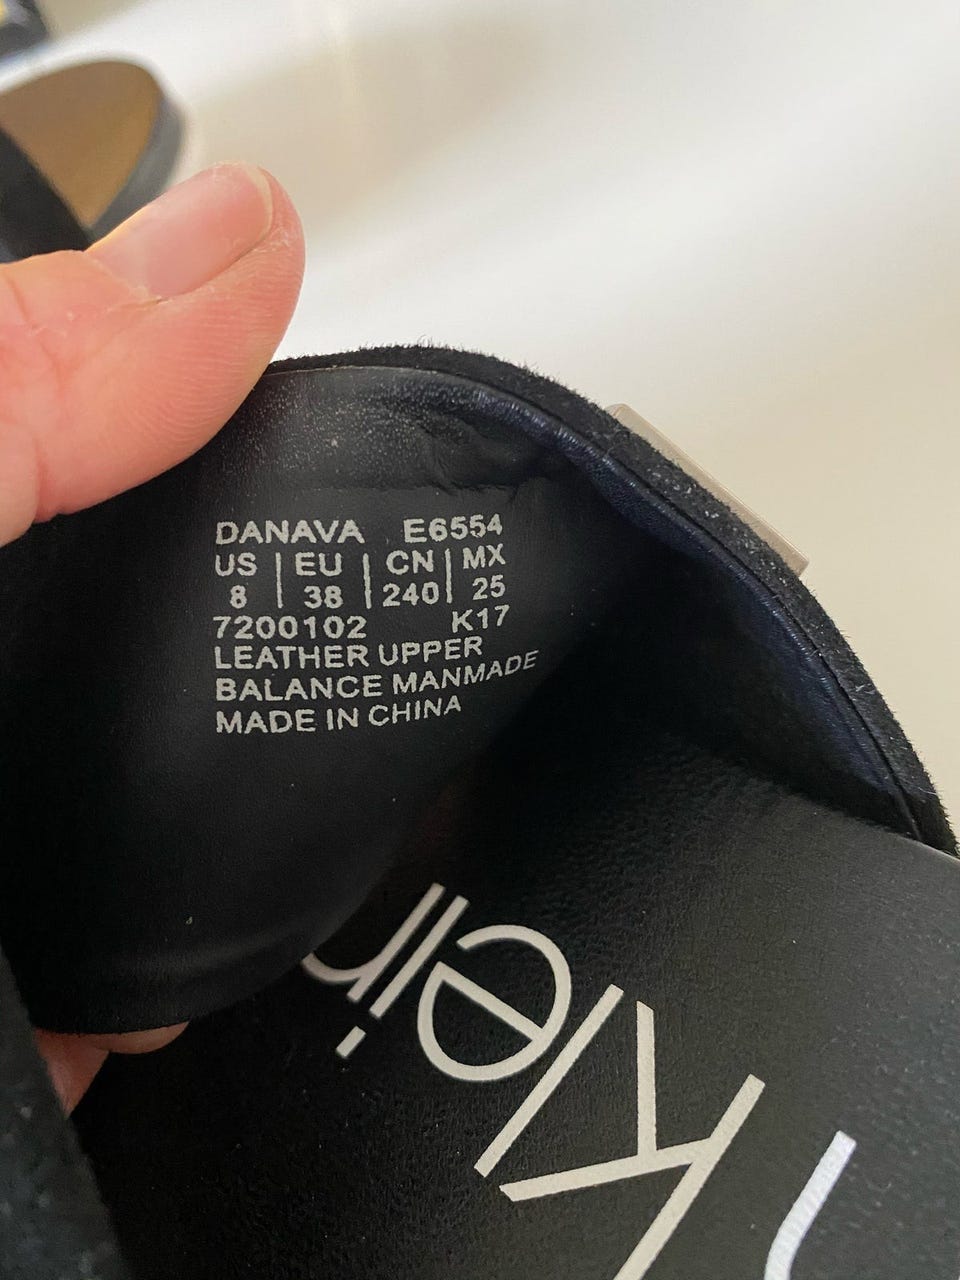 DANAVA E6554
US | EU | CN | MX
8 | 38 | 240 | 25
7200102 K17
LEATHER UPPER
BALANCE MANMADE
MADE IN CHINA
klein